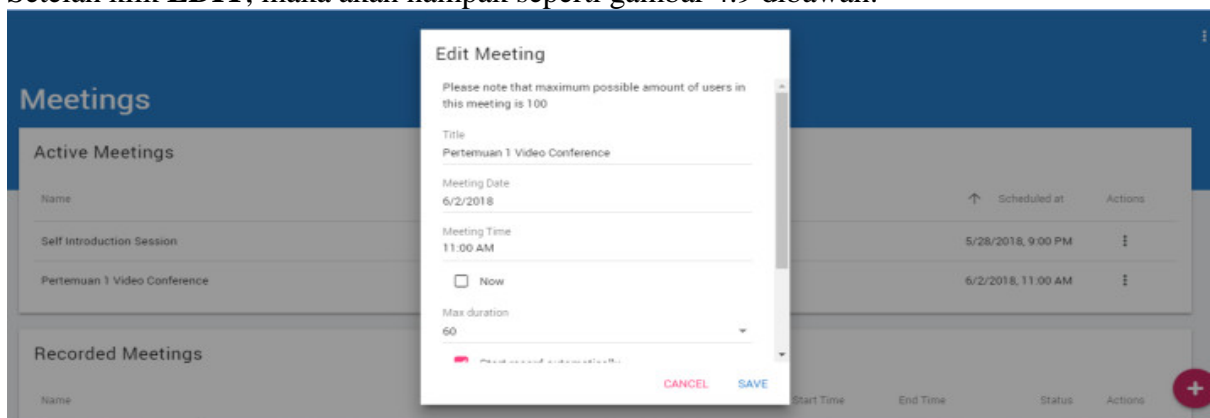 Setelah klik EDIT, maka akan nampak seperti gambar 4.9 dibawah.
Edit Meeting
Please note that maximum possible amount of users in
this meeting is 100
Title
Pertemuan 1 Video Conference
Meeting Date
6/2/2018
Meeting Time
11:00 AM
Now
Max duration
60
Start record automatically
CANCEL SAVE
Meetings
Active Meetings
Name Scheduled at Actions
Self Introduction Session 5/28/2018, 9:00 PM
Pertemuan 1 Video Conference 6/2/2018, 11:00 AM
Recorded Meetings
Name Start Time End Time Status Actions